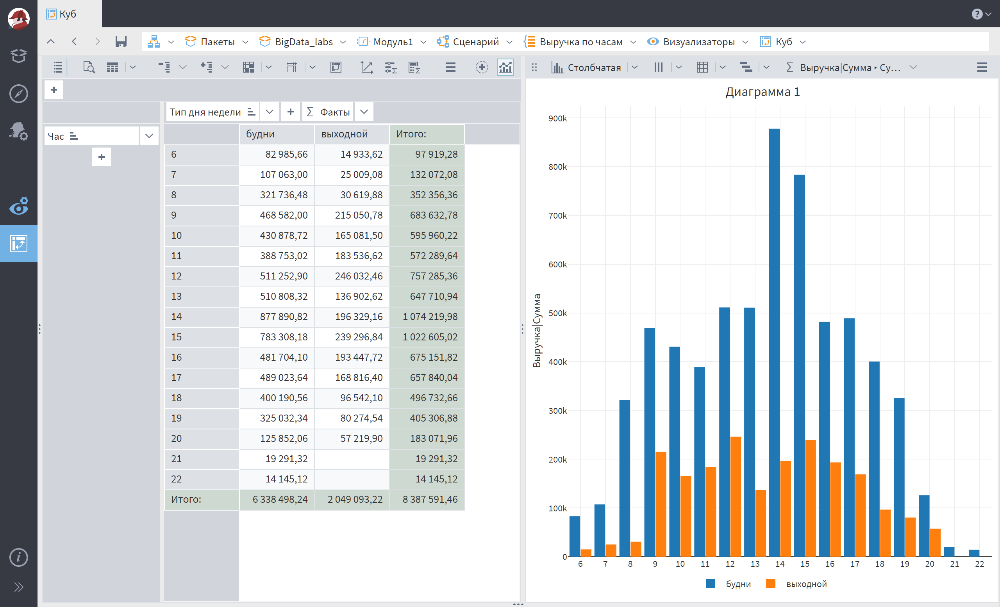 Куб
?
Пакеты BigData_labs Модуль1 Сценарий Выручка по часам Визуализаторы Куб
Столбчатая Σ Выручка|Сумма ‣ Су...
+
Тип дня недели + Σ Факты
Час
+
будни выходной Итого:
6 82 985,66 14 933,62 97 919,28
7 107 063,00 25 009,08 132 072,08
8 321 736,48 30 619,88 352 356,36
9 468 582,00 215 050,78 683 632,78
10 430 878,72 165 081,50 595 960,22
11 388 753,02 183 536,62 572 289,64
12 511 252,90 246 032,46 757 285,36
13 510 808,32 136 902,62 647 710,94
14 877 890,82 196 329,16 1 074 219,98
15 783 308,18 239 296,84 1 022 605,02
16 481 704,10 193 447,72 675 151,82
17 489 023,64 168 816,40 657 840,04
18 400 190,56 96 542,10 496 732,66
19 325 032,34 80 274,54 405 306,88
20 125 852,06 57 219,90 183 071,96
21 19 291,32 19 291,32
22 14 145,12 14 145,12
Итого: 6 338 498,24 2 049 093,22 8 387 591,46
Диаграмма 1
900k
800k
700k
600k
500k
400k
300k
200k
100k
0
Выручка|Сумма
6 7 8 9 10 11 12 13 14 15 16 17 18 19 20 21 22
будни выходной